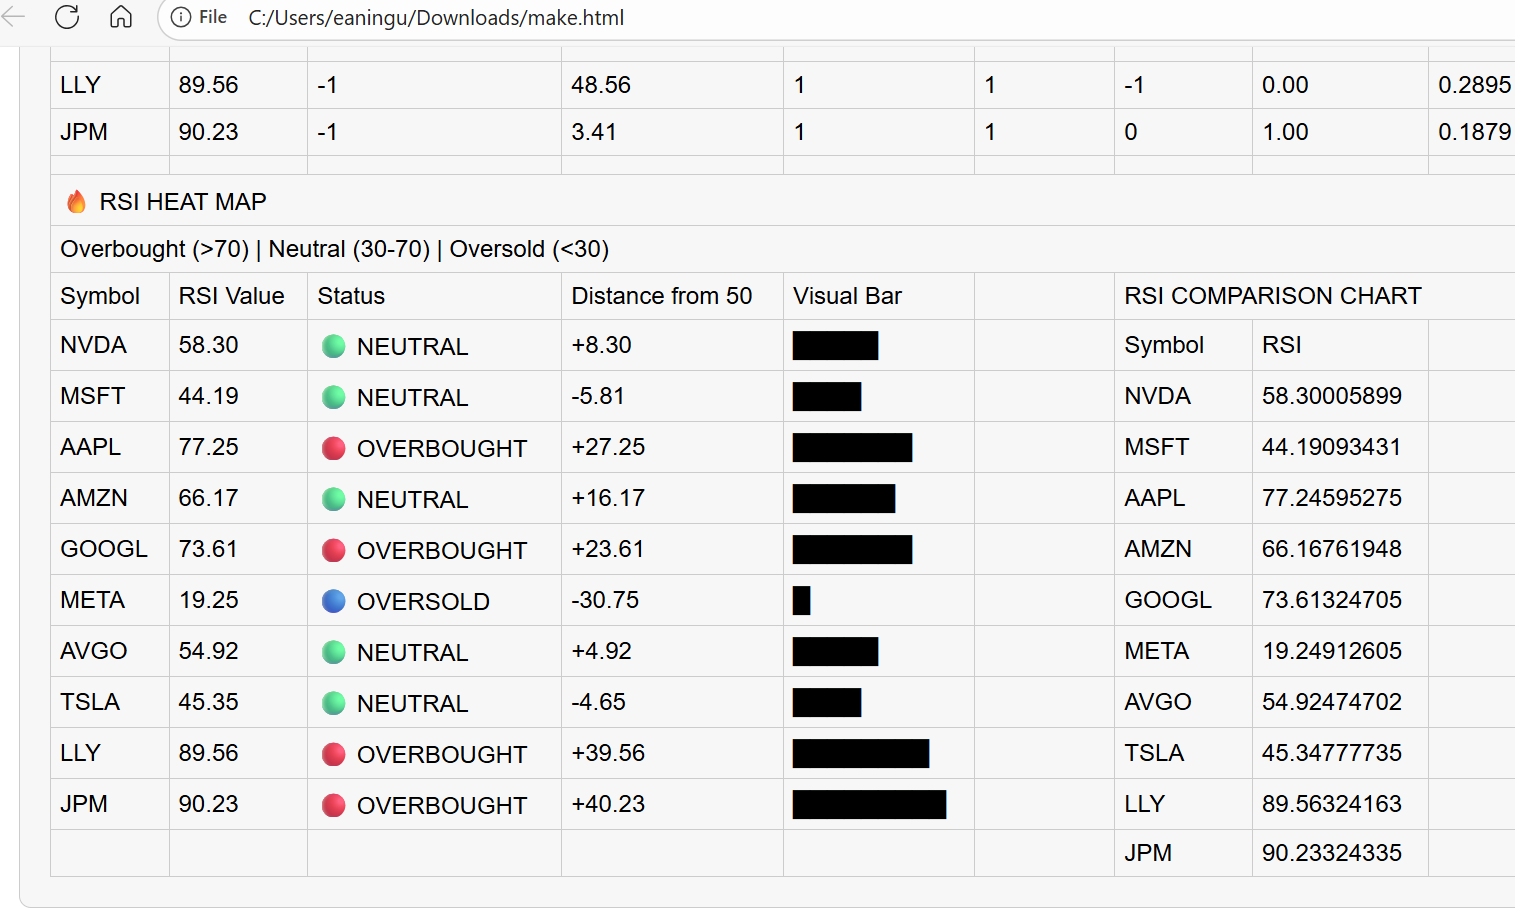 File C:/Users/eaningu/Downloads/make.html
LLY 89.56 -1 48.56 1 1 -1 0.00 0.2895
JPM 90.23 -1 3.41 1 1 0 1.00 0.1879
🔥 RSI HEAT MAP
Overbought (>70) | Neutral (30-70) | Oversold (<30)
Symbol RSI Value Status Distance from 50 Visual Bar RSI COMPARISON CHART
NVDA 58.30 NEUTRAL +8.30 Symbol RSI
MSFT 44.19 NEUTRAL -5.81 NVDA 58.30005899
AAPL 77.25 OVERBOUGHT +27.25 MSFT 44.19093431
AMZN 66.17 NEUTRAL +16.17 AAPL 77.24595275
GOOGL 73.61 OVERBOUGHT +23.61 AMZN 66.16761948
META 19.25 OVERSOLD -30.75 GOOGL 73.61324705
AVGO 54.92 NEUTRAL +4.92 META 19.24912605
TSLA 45.35 NEUTRAL -4.65 AVGO 54.92474702
LLY 89.56 OVERBOUGHT +39.56 TSLA 45.34777735
JPM 90.23 OVERBOUGHT +40.23 LLY 89.56324163
JPM 90.23324335